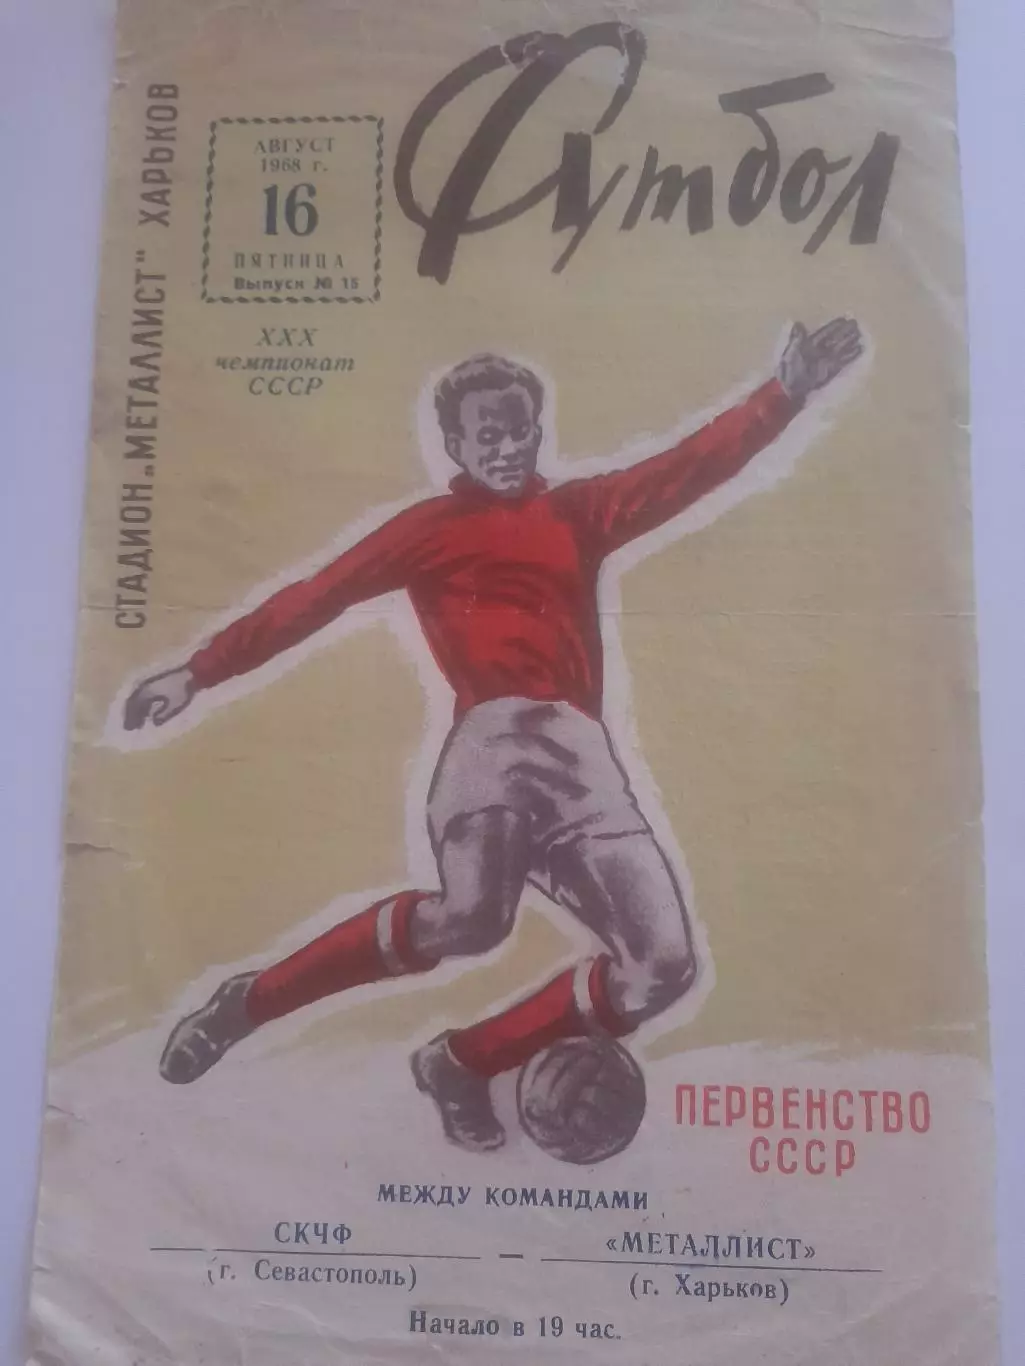 Футбол
СТАДИОН „МЕТАЛЛИСТ" ХАРЬКОВ
АВГУСТ
1968 г.
16
ПЯТНИЦА
Выпуск № 15
XXX
чемпионат
СССР
ПЕРВЕНСТВО
СССР
МЕЖДУ КОМАНДАМИ
СКЧФ — «МЕТАЛЛИСТ»
(г. Севастополь) (г. Харьков)
Начало в 19 час.